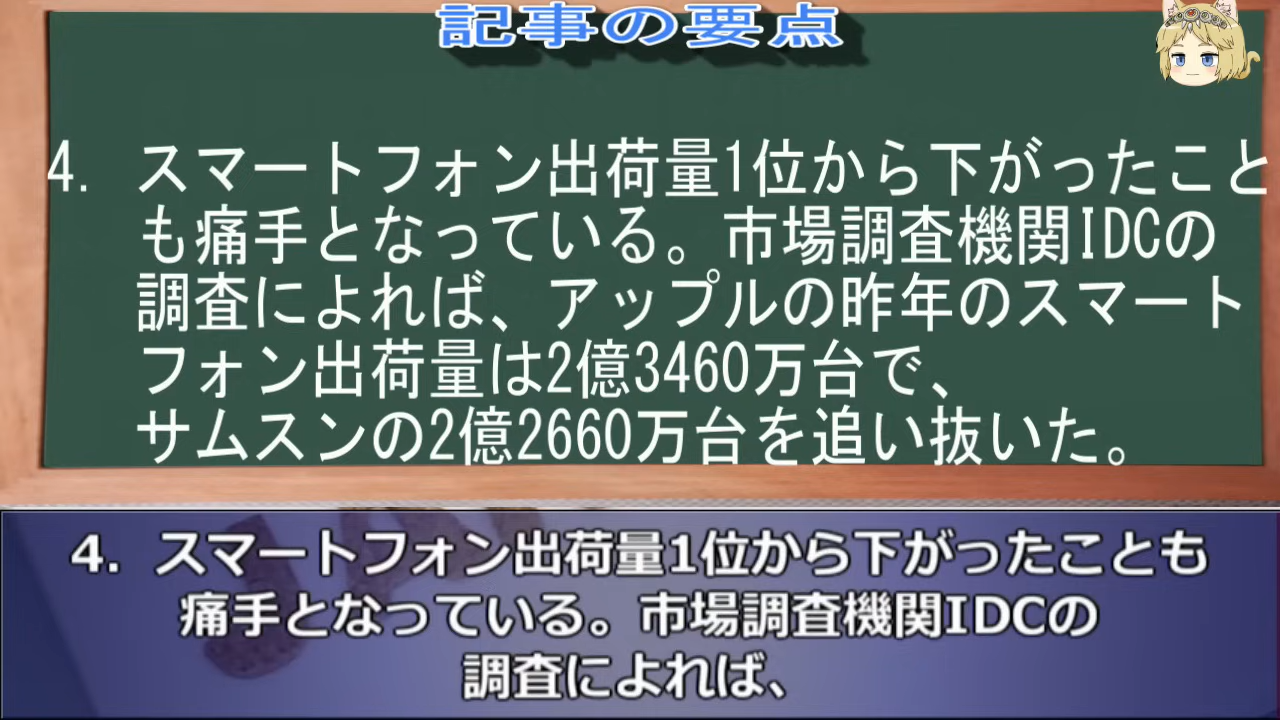 記事の要点
4. スマートフォン出荷量1位から下がったこと
も痛手となっている。市場調査機関IDCの
調査によれば、アップルの昨年のスマート
フォン出荷量は2億3460万台で、
サムスンの2億2660万台を追い抜いた。
4. スマートフォン出荷量1位から下がったことも
痛手となっている。市場調査機関IDCの
調査によれば、